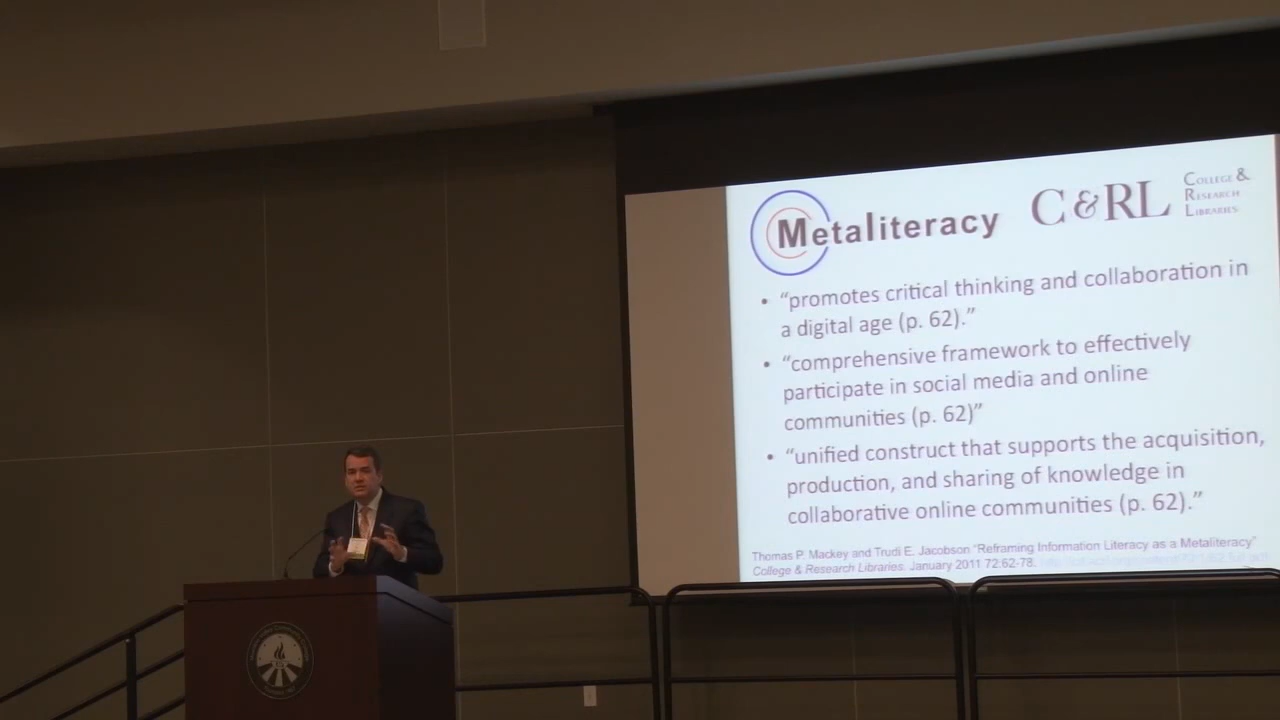 Metaliteracy
C&RL
COLLEGE &
RESEARCH
LIBRARIES
• “promotes critical thinking and collaboration in
a digital age (p. 62).”
• “comprehensive framework to effectively
participate in social media and online
communities (p. 62)”
• “unified construct that supports the acquisition,
production, and sharing of knowledge in
collaborative online communities (p. 62).”
Thomas P. Mackey and Trudi E. Jacobson “Reframing Information Literacy as a Metaliteracy”
College & Research Libraries. January 2011 72:62-78.